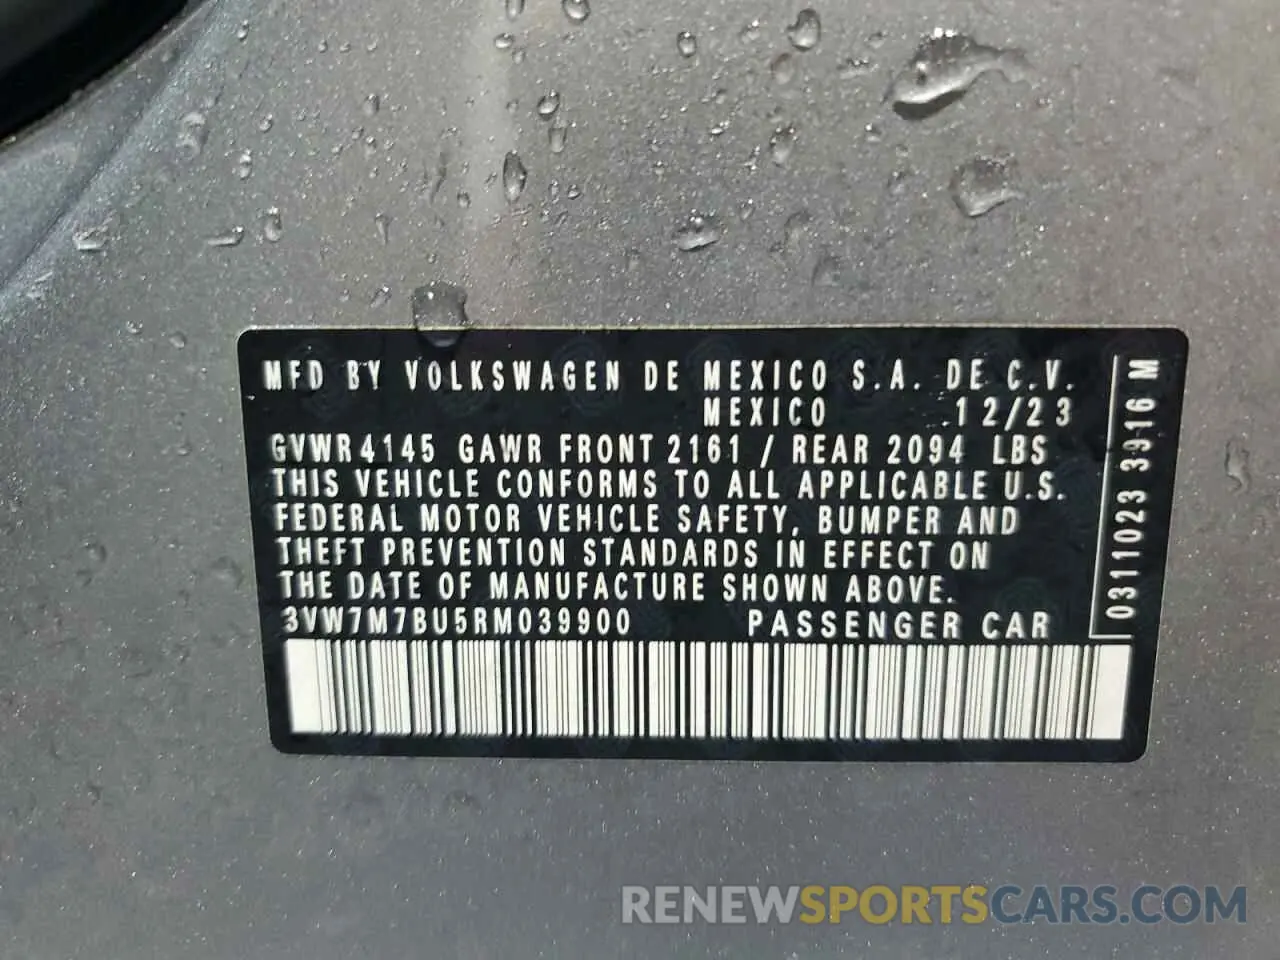 MFD BY VOLKSWAGEN DE MEXICO S.A. DE C.V.
MEXICO 12/23
GVWR 4145 GAWR FRONT 2161 / REAR 2094 LBS
THIS VEHICLE CONFORMS TO ALL APPLICABLE U.S.
FEDERAL MOTOR VEHICLE SAFETY, BUMPER AND
THEFT PREVENTION STANDARDS IN EFFECT ON
THE DATE OF MANUFACTURE SHOWN ABOVE.
3VW7M7BU5RM039900 PASSENGER CAR
0311023 3916 M
RENEWSPORTSCARS.COM